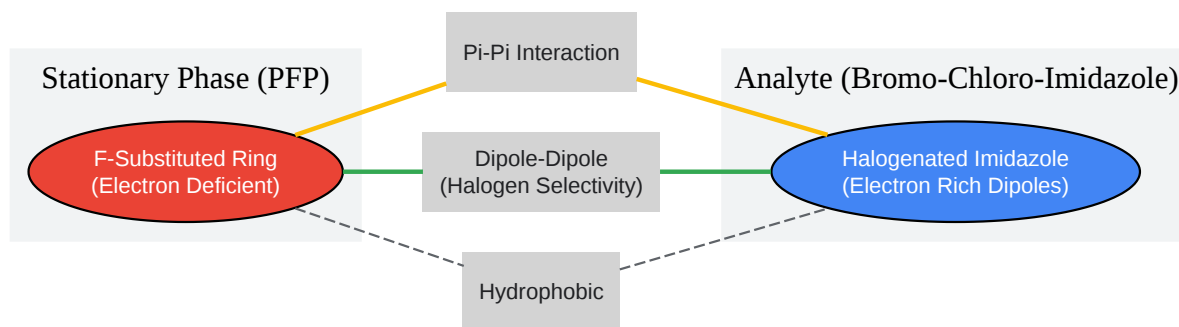 Pi-Pi Interaction
Stationary Phase (PFP)
Analyte (Bromo-Chloro-Imidazole)
F-Substituted Ring
(Electron Deficient)
Dipole-Dipole
(Halogen Selectivity)
Halogenated Imidazole
(Electron Rich Dipoles)
Hydrophobic